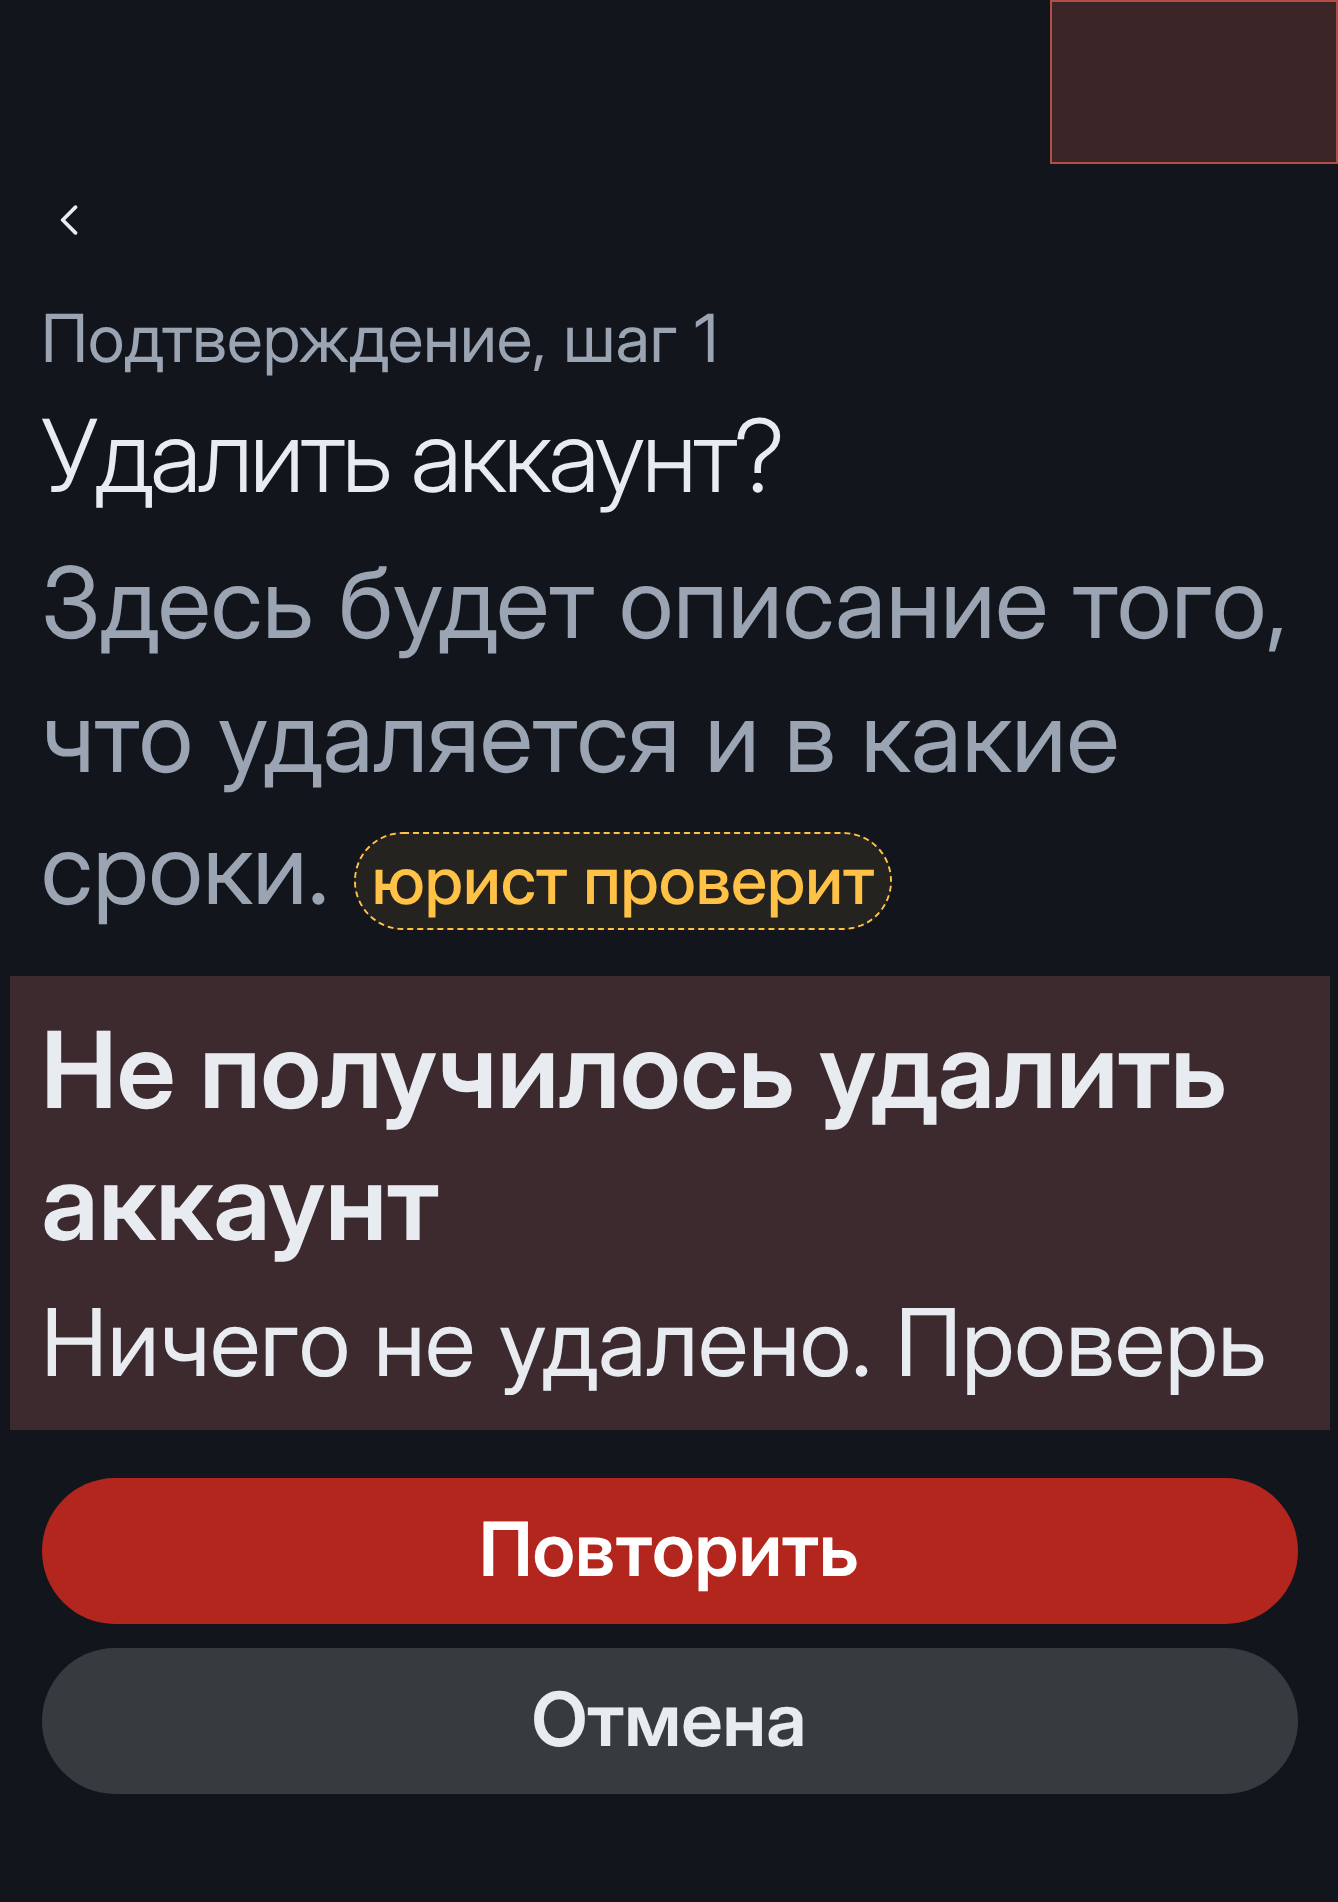 Подтверждение, шаг 1
Удалить аккаунт?
Здесь будет описание того,
что удаляется и в какие
сроки. юрист проверит
Не получилось удалить
аккаунт
Ничего не удалено. Проверь
Повторить
Отмена